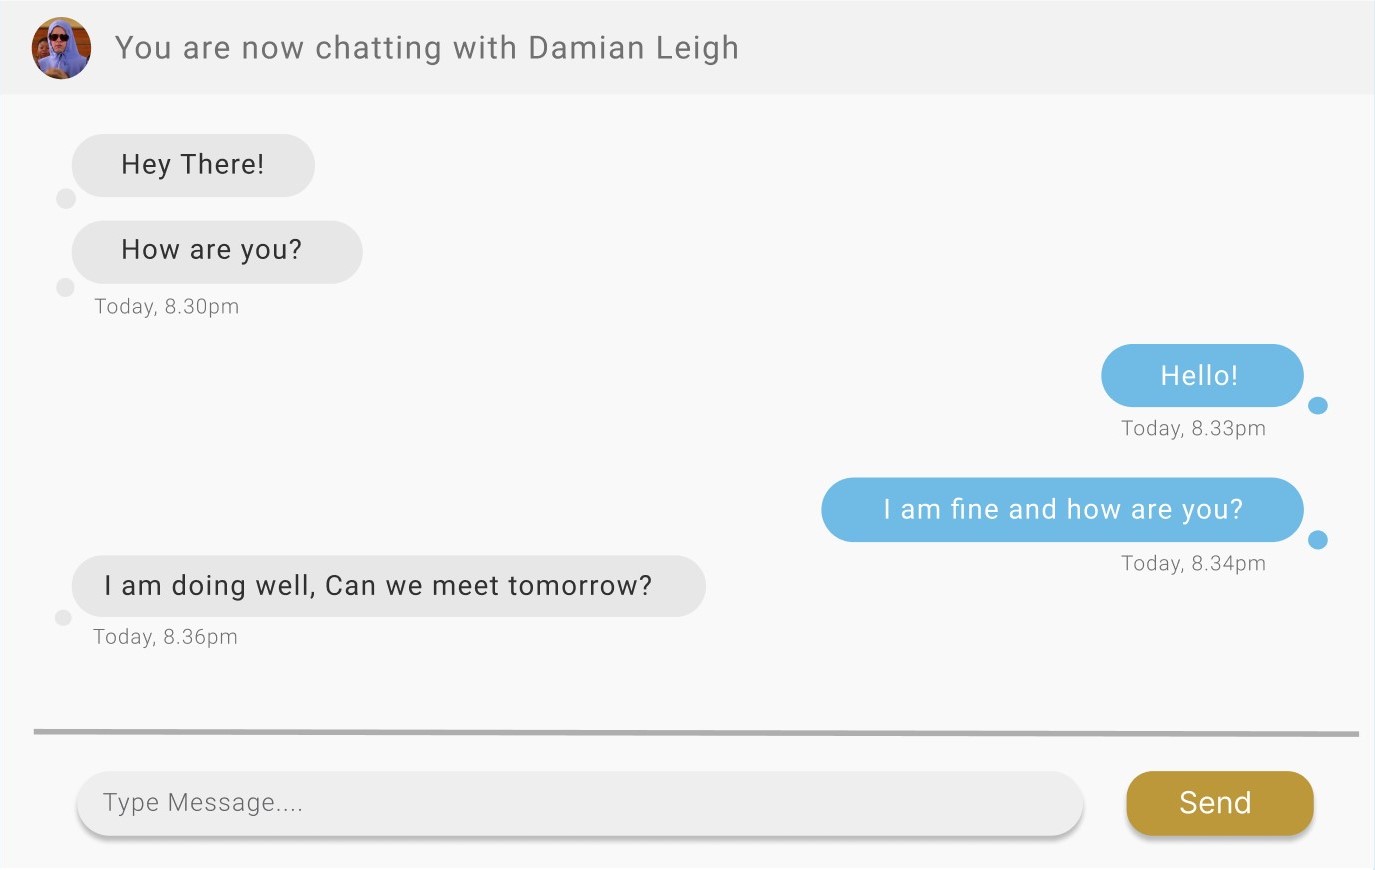 You are now chatting with Damian Leigh
Hey There!
How are you?
Today, 8.30pm
Hello!
Today, 8.33pm
I am fine and how are you?
Today, 8.34pm
I am doing well, Can we meet tomorrow?
Today, 8.36pm
Type Message....
Send